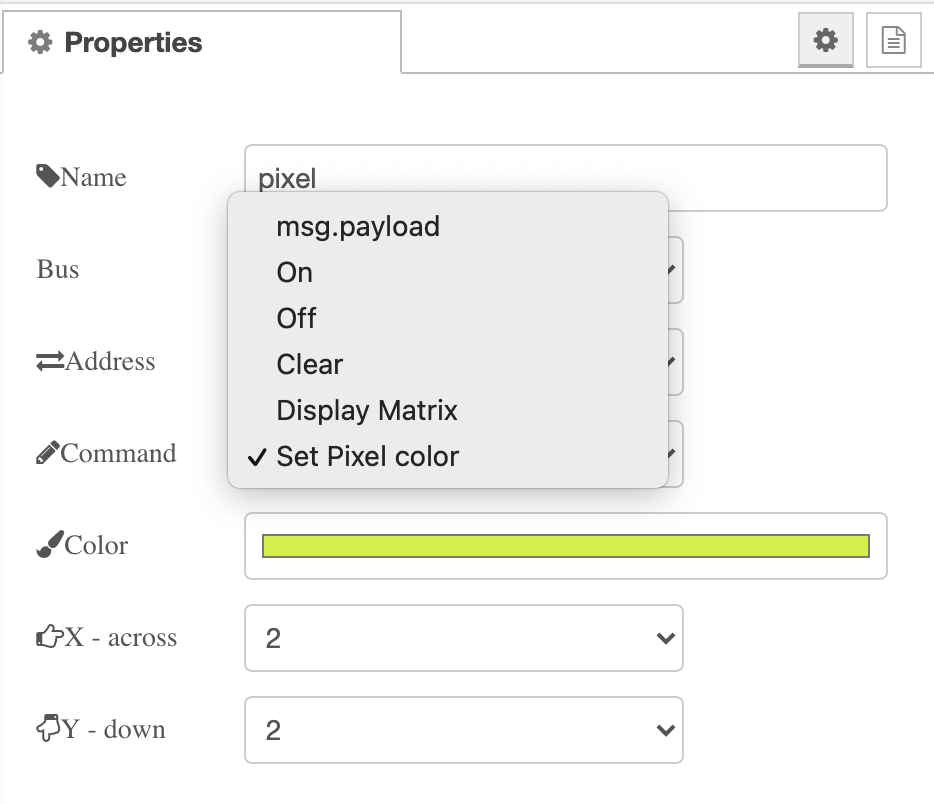 Properties
Name
pixel
msg.payload
Bus
On
Off
Address
Clear
Display Matrix
Command
Set Pixel color
Color
X - across
2
Y - down
2